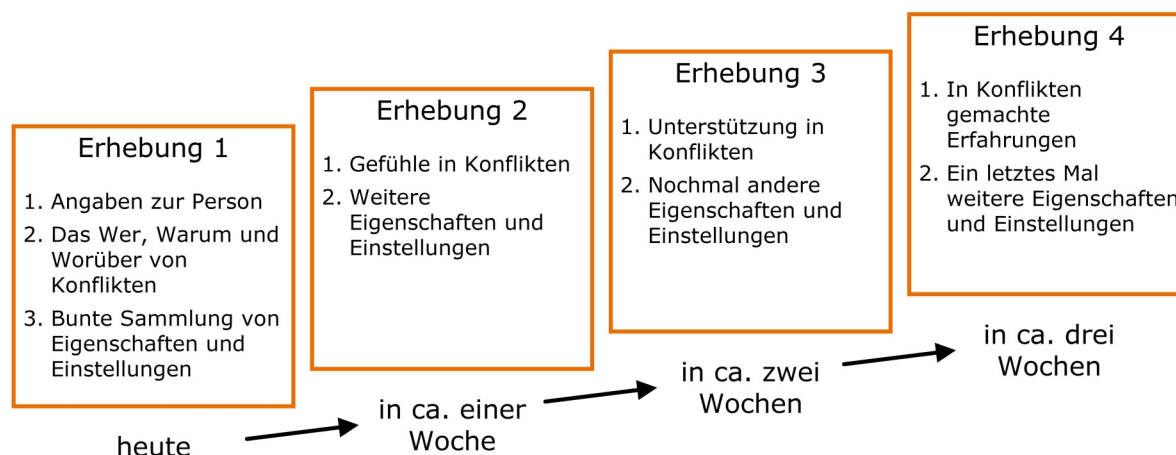 Erhebung 1
1. Angaben zur Person
2. Das Wer, Warum und
Worüber von
Konflikten
3. Bunte Sammlung von
Eigenschaften und
Einstellungen
heute
Erhebung 2
1. Gefühle in Konflikten
2. Weitere
Eigenschaften und
Einstellungen
in ca. einer
Woche
Erhebung 3
1. Unterstützung in
Konflikten
2. Nochmal andere
Eigenschaften und
Einstellungen
in ca. zwei
Wochen
Erhebung 4
1. In Konflikten
gemachte
Erfahrungen
2. Ein letztes Mal
weitere Eigenschaften
und Einstellungen
in ca. drei
Wochen